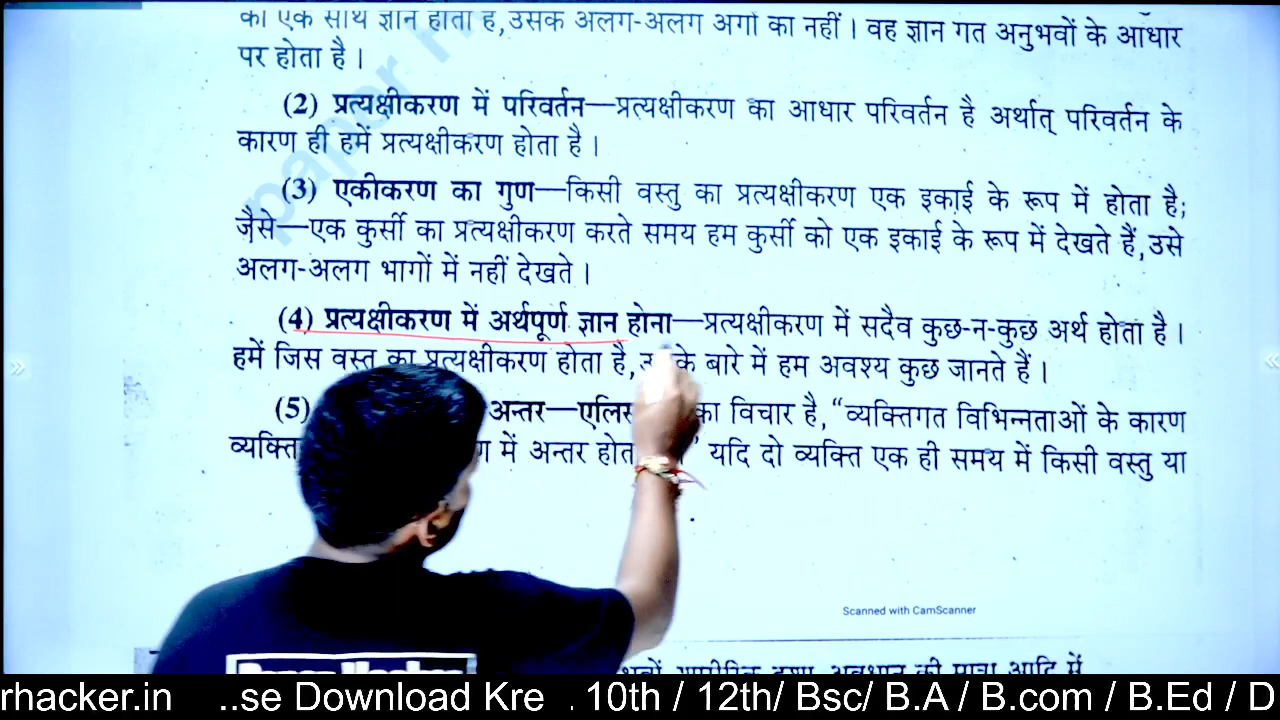 का एक साथ ज्ञान होता है, उसके अलग-अलग अंगों का नहीं । वह ज्ञान गत अनुभवों के आधार
पर होता है ।
(2) प्रत्यक्षीकरण में परिवर्तन—प्रत्यक्षीकरण का आधार परिवर्तन है अर्थात् परिवर्तन के
कारण ही हमें प्रत्यक्षीकरण होता है ।
(3) एकीकरण का गुण—किसी वस्तु का प्रत्यक्षीकरण एक इकाई के रूप में होता है;
जैसे—एक कुर्सी का प्रत्यक्षीकरण करते समय हम कुर्सी को एक इकाई के रूप में देखते हैं, उसे
अलग-अलग भागों में नहीं देखते ।
(4) प्रत्यक्षीकरण में अर्थपूर्ण ज्ञान होना—प्रत्यक्षीकरण में सदैव कुछ-न-कुछ अर्थ होता है ।
हमें जिस वस्तु का प्रत्यक्षीकरण होता है, के बारे में हम अवश्य कुछ जानते हैं ।
(5) अन्तर— का विचार है, “व्यक्तिगत विभिन्नताओं के कारण
व्यक्ति में अन्तर ” यदि दो व्यक्ति एक ही समय में किसी वस्तु या
Scanned with CamScanner
शारीरिक दशा, अवधान की मात्रा आदि में
rhacker.in ..se Download Kre . 10th / 12th/ Bsc/ B.A / B.com / B.Ed / D